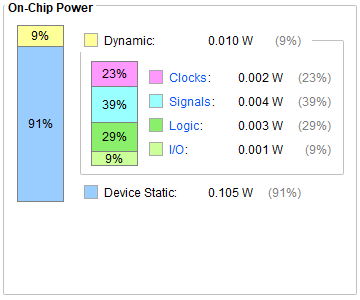 On-Chip Power
9%
91%
Dynamic: 0.010 W (9%)
23%
39%
29%
9%
Clocks: 0.002 W (23%)
Signals: 0.004 W (39%)
Logic: 0.003 W (29%)
I/O: 0.001 W (9%)
Device Static: 0.105 W (91%)